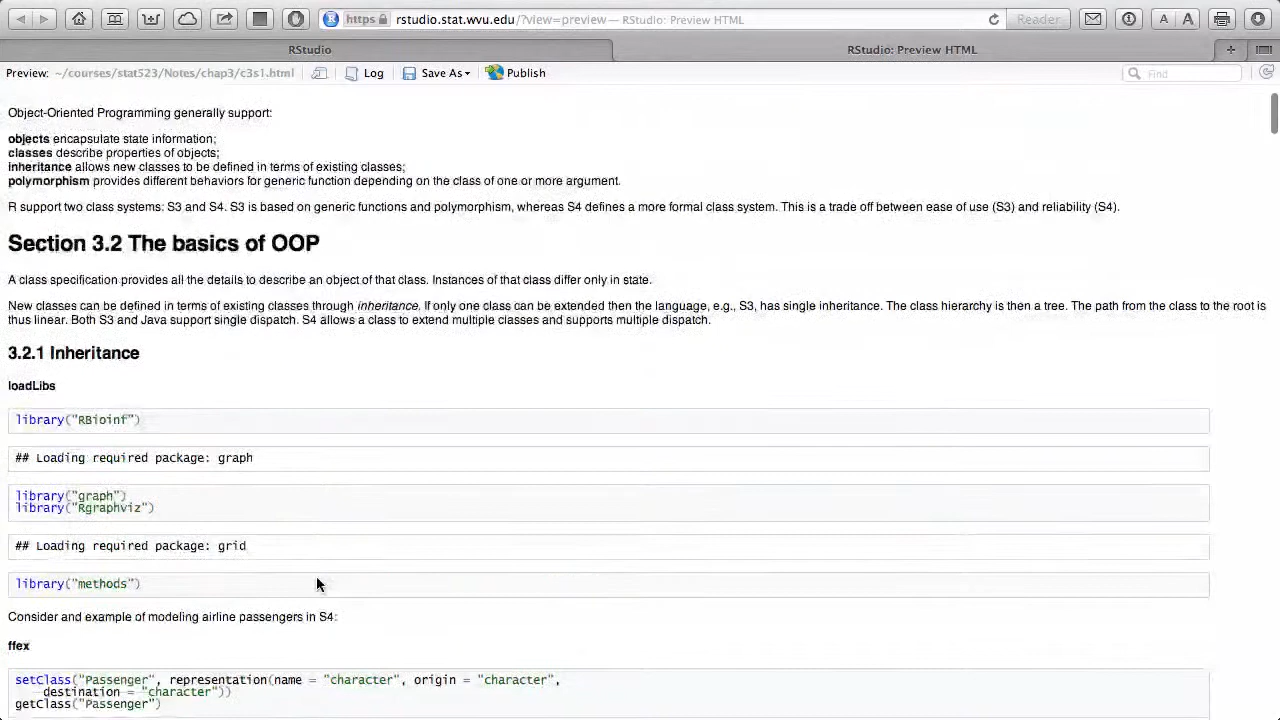 https rstudio.stat.wvu.edu/?view=preview — RStudio: Preview HTML
Reader
A A
RStudio
RStudio: Preview HTML
Preview: ~/courses/stat523/Notes/chap3/c3s1.html Log Save As Publish Find
Object-Oriented Programming generally support:
objects encapsulate state information;
classes describe properties of objects;
inheritance allows new classes to be defined in terms of existing classes;
polymorphism provides different behaviors for generic function depending on the class of one or more argument.
R support two class systems: S3 and S4. S3 is based on generic functions and polymorphism, whereas S4 defines a more formal class system. This is a trade off between ease of use (S3) and reliability (S4).
Section 3.2 The basics of OOP
A class specification provides all the details to describe an object of that class. Instances of that class differ only in state.
New classes can be defined in terms of existing classes through inheritance. If only one class can be extended then the language, e.g., S3, has single inheritance. The class hierarchy is then a tree. The path from the class to the root is
thus linear. Both S3 and Java support single dispatch. S4 allows a class to extend multiple classes and supports multiple dispatch.
3.2.1 Inheritance
loadLibs
library("RBioinf")
## Loading required package: graph
library("graph")
library("Rgraphviz")
## Loading required package: grid
library("methods")
Consider and example of modeling airline passengers in S4:
ffex
setClass("Passenger", representation(name = "character", origin = "character",
destination = "character"))
getClass("Passenger")